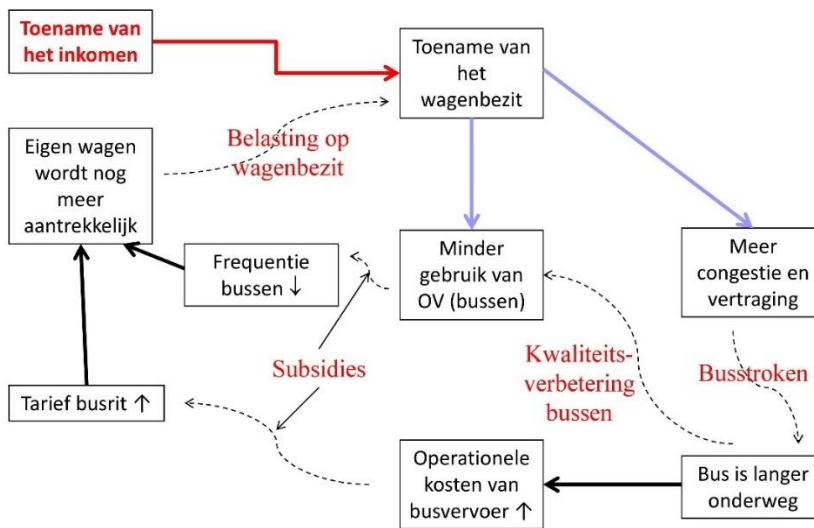 Toename van
het inkomen
Toename van
het
wagenbezit
Belasting op
wagenbezit
Eigen wagen
wordt nog
meer
aantrekkelijk
Frequentie
bussen ↓
Minder
gebruik van
OV (bussen)
Meer
congestie en
vertraging
Subsidies
Kwaliteits-
verbetering
bussen
Busstroken
Tarief busrit ↑
Operationele
kosten van
busvervoer ↑
Bus is langer
onderweg